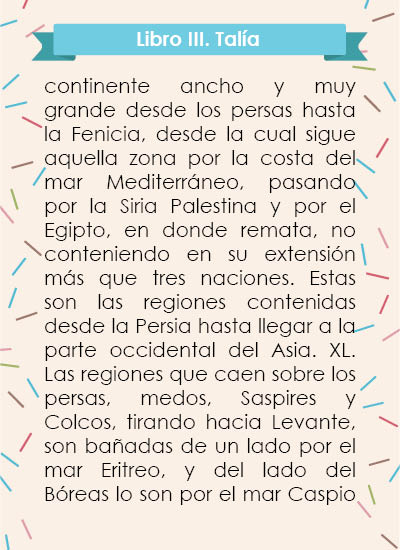 Libro III. Talía
continente ancho y muy
grande desde los persas hasta
la Fenicia, desde la cual sigue
aquella zona por la costa del
mar Mediterráneo, pasando
por la Siria Palestina y por el
Egipto, en donde remata, no
conteniendo en su extensión
más que tres naciones. Estas
son las regiones contenidas
desde la Persia hasta llegar a la
parte occidental del Asia. XL.
Las regiones que caen sobre los
persas, medos, Saspires y
Colcos, tirando hacia Levante,
son bañadas de un lado por el
mar Eritreo, y del lado del
Bóreas lo son por el mar Caspio